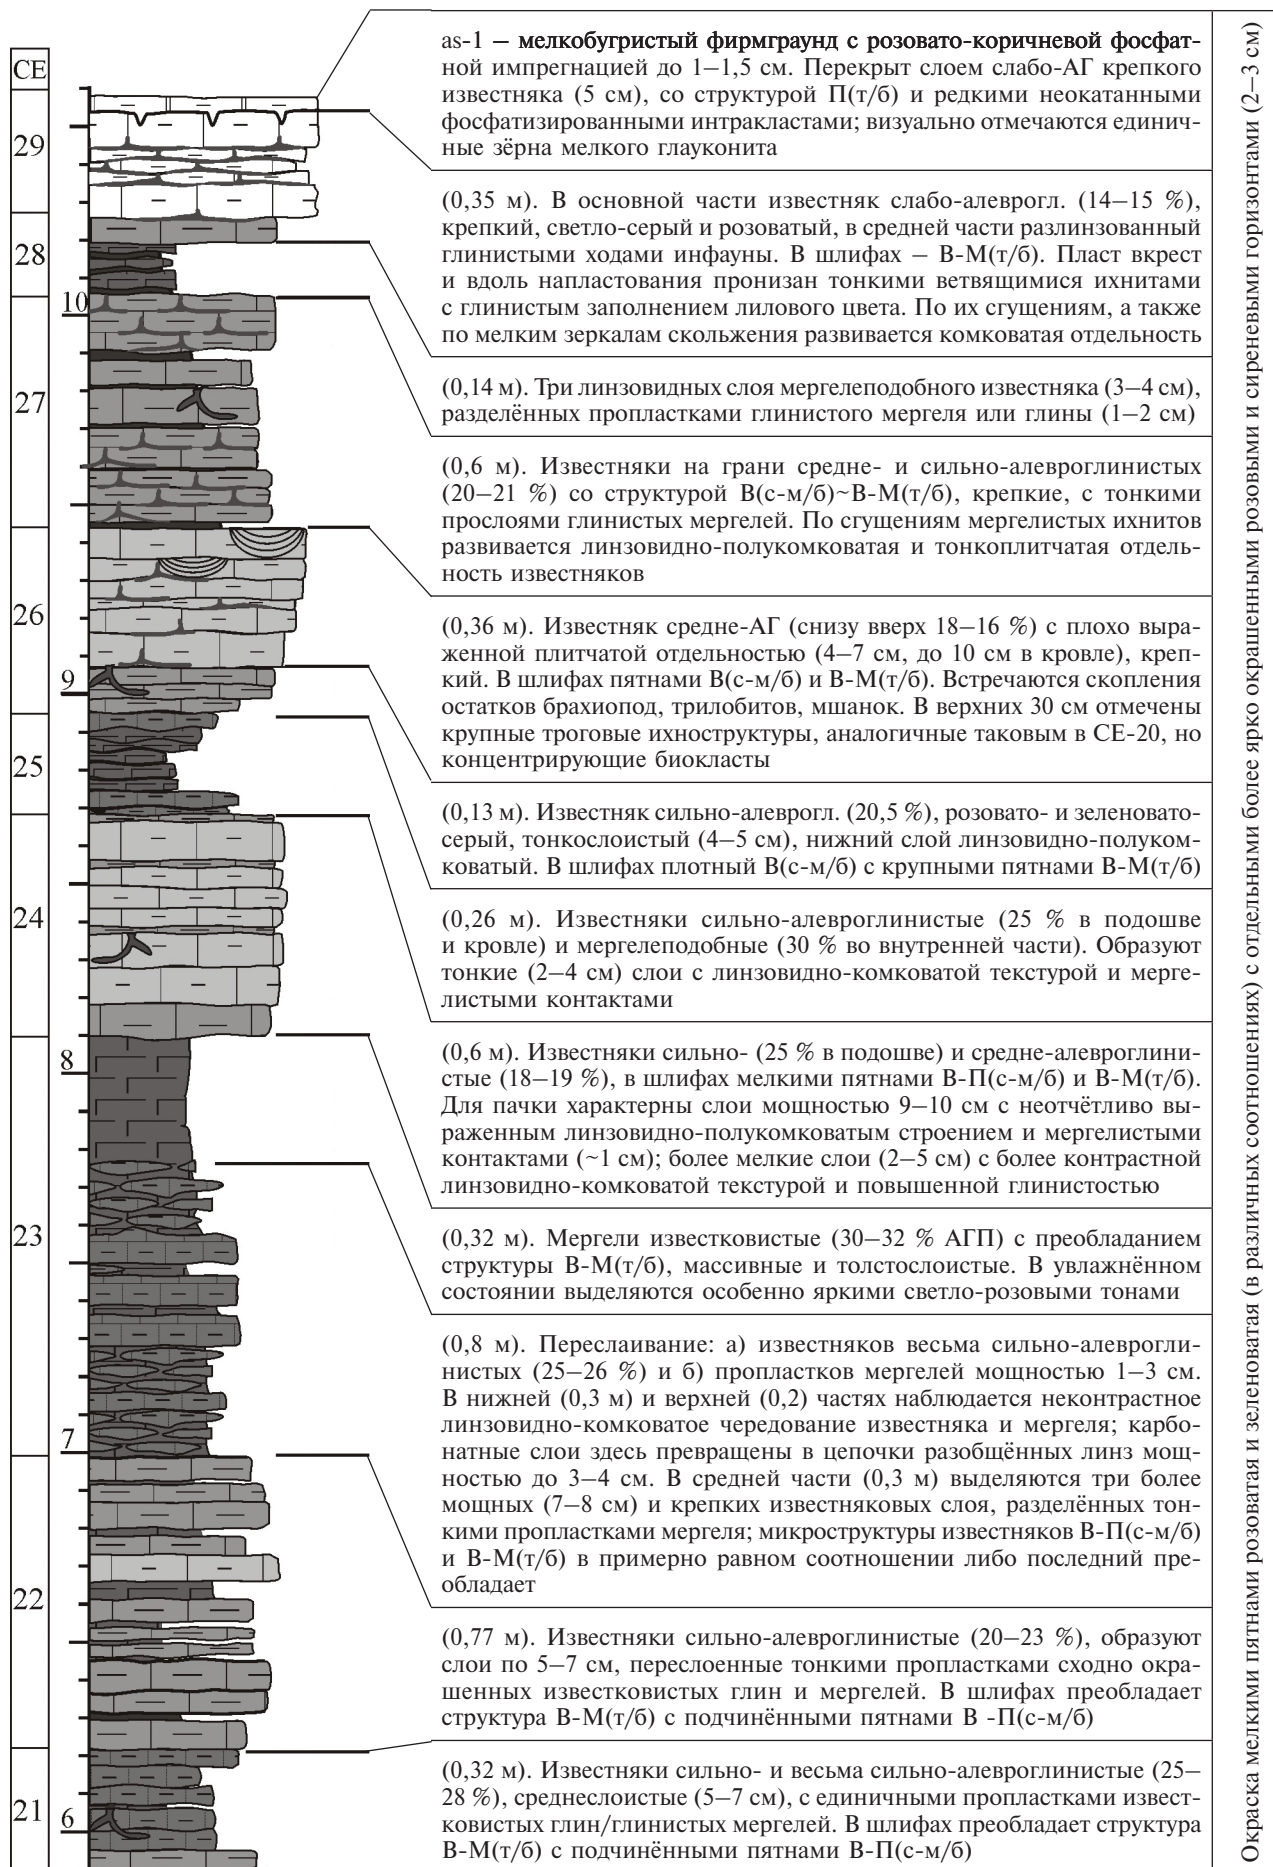 CE
29
28
10
27
26
9
25
24
8
23
7
22
21
6
as-1 – мелкобугристый фирмграунд с розовато-коричневой фосфат-
ной импрегнацией до 1–1,5 см. Перекрыт слоем слабо-АГ крепкого
известняка (5 см), со структурой П(т/б) и редкими неокатанными
фосфатизированными интракластами; визуально отмечаются единич-
ные зёрна мелкого глауконита
(0,35 м). В основной части известняк слабо-алеврогл. (14–15 %),
крепкий, светло-серый и розоватый, в средней части разлинзованный
глинистыми ходами инфауны. В шлифах – В-М(т/б). Пласт вкрест
и вдоль напластования пронизан тонкими ветвящимися ихнитами
с глинистым заполнением лилового цвета. По их сгущениям, а также
по мелким зеркалам скольжения развивается комковатая отдельность
(0,14 м). Три линзовидных слоя мергелеподобного известняка (3–4 см),
разделённых пропластками глинистого мергеля или глины (1–2 см)
(0,6 м). Известняки на грани средне- и сильно-алевроглинистых
(20–21 %) со структурой В(с-м/б)~В-М(т/б), крепкие, с тонкими
прослоями глинистых мергелей. По сгущениям мергелистых ихнитов
развивается линзовидно-полукомковатая и тонкоплитчатая отдель-
ность известняков
(0,36 м). Известняк средне-АГ (снизу вверх 18–16 %) с плохо выра-
женной плитчатой отдельностью (4–7 см, до 10 см в кровле), креп-
кий. В шлифах пятнами В(с-м/б) и В-М(т/б). Встречаются скопления
остатков брахиопод, трилобитов, мшанок. В верхних 30 см отмечены
крупные троговые ихноструктуры, аналогичные таковым в СЕ-20, но
концентрирующие биокласты
(0,13 м). Известняк сильно-алеврогл. (20,5 %), розовато- и зеленовато-
серый, тонкослоистый (4–5 см), нижний слой линзовидно-полуком-
коватый. В шлифах плотный В(с-м/б) с крупными пятнами В-М(т/б)
(0,26 м). Известняки сильно-алевроглинистые (25 % в подошве
и кровле) и мергелеподобные (30 % во внутренней части). Образуют
тонкие (2–4 см) слои с линзовидно-комковатой текстурой и мерге-
листыми контактами
(0,6 м). Известняки сильно- (25 % в подошве) и средне-алевроглини-
стые (18–19 %), в шлифах мелкими пятнами В-П(с-м/б) и В-М(т/б).
Для пачки характерны слои мощностью 9–10 см с неотчётливо вы-
раженным линзовидно-полукомковатым строением и мергелистыми
контактами (~1 см); более мелкие слои (2–5 см) с более контрастной
линзовидно-комковатой текстурой и повышенной глинистостью
(0,32 м). Мергели известковистые (30–32 % АГП) с преобладанием
структуры В-М(т/б), массивные и толстослоистые. В увлажнённом
состоянии выделяются особенно яркими светло-розовыми тонами
(0,8 м). Переслаивание: а) известняков весьма сильно-алеврогли-
нистых (25–26 %) и б) пропластков мергелей мощностью 1–3 см.
В нижней (0,3 м) и верхней (0,2) частях наблюдается неконтрастное
линзовидно-комковатое чередование известняка и мергеля; карбо-
натные слои здесь превращены в цепочки разобщённых линз мощ-
ностью до 3–4 см. В средней части (0,3 м) выделяются три более
мощных (7–8 см) и крепких известняковых слоя, разделённых тон-
кими пропластками мергеля; микроструктуры известняков В-П(с-м/б)
и В-М(т/б) в примерно равном соотношении либо последний пре-
обладает
(0,77 м). Известняки сильно-алевроглинистые (20–23 %), образуют
слои по 5–7 см, переслоенные тонкими пропластками сходно окра-
шенных известковистых глин и мергелей. В шлифах преобладает
структура В-М(т/б) с подчинёнными пятнами В -П(с-м/б)
(0,32 м). Известняки сильно- и весьма сильно-алевроглинистые (25–
28 %), среднеслоистые (5–7 см), с единичными пропластками извест-
ковистых глин/глинистых мергелей. В шлифах преобладает структура
В-М(т/б) с подчинёнными пятнами В-П(с-м/б)
Окраска мелкими пятнами розоватая и зеленоватая (в различных соотношениях) с отдельными более ярко окрашенными розовыми и сиреневыми горизонтами (2–3 см)